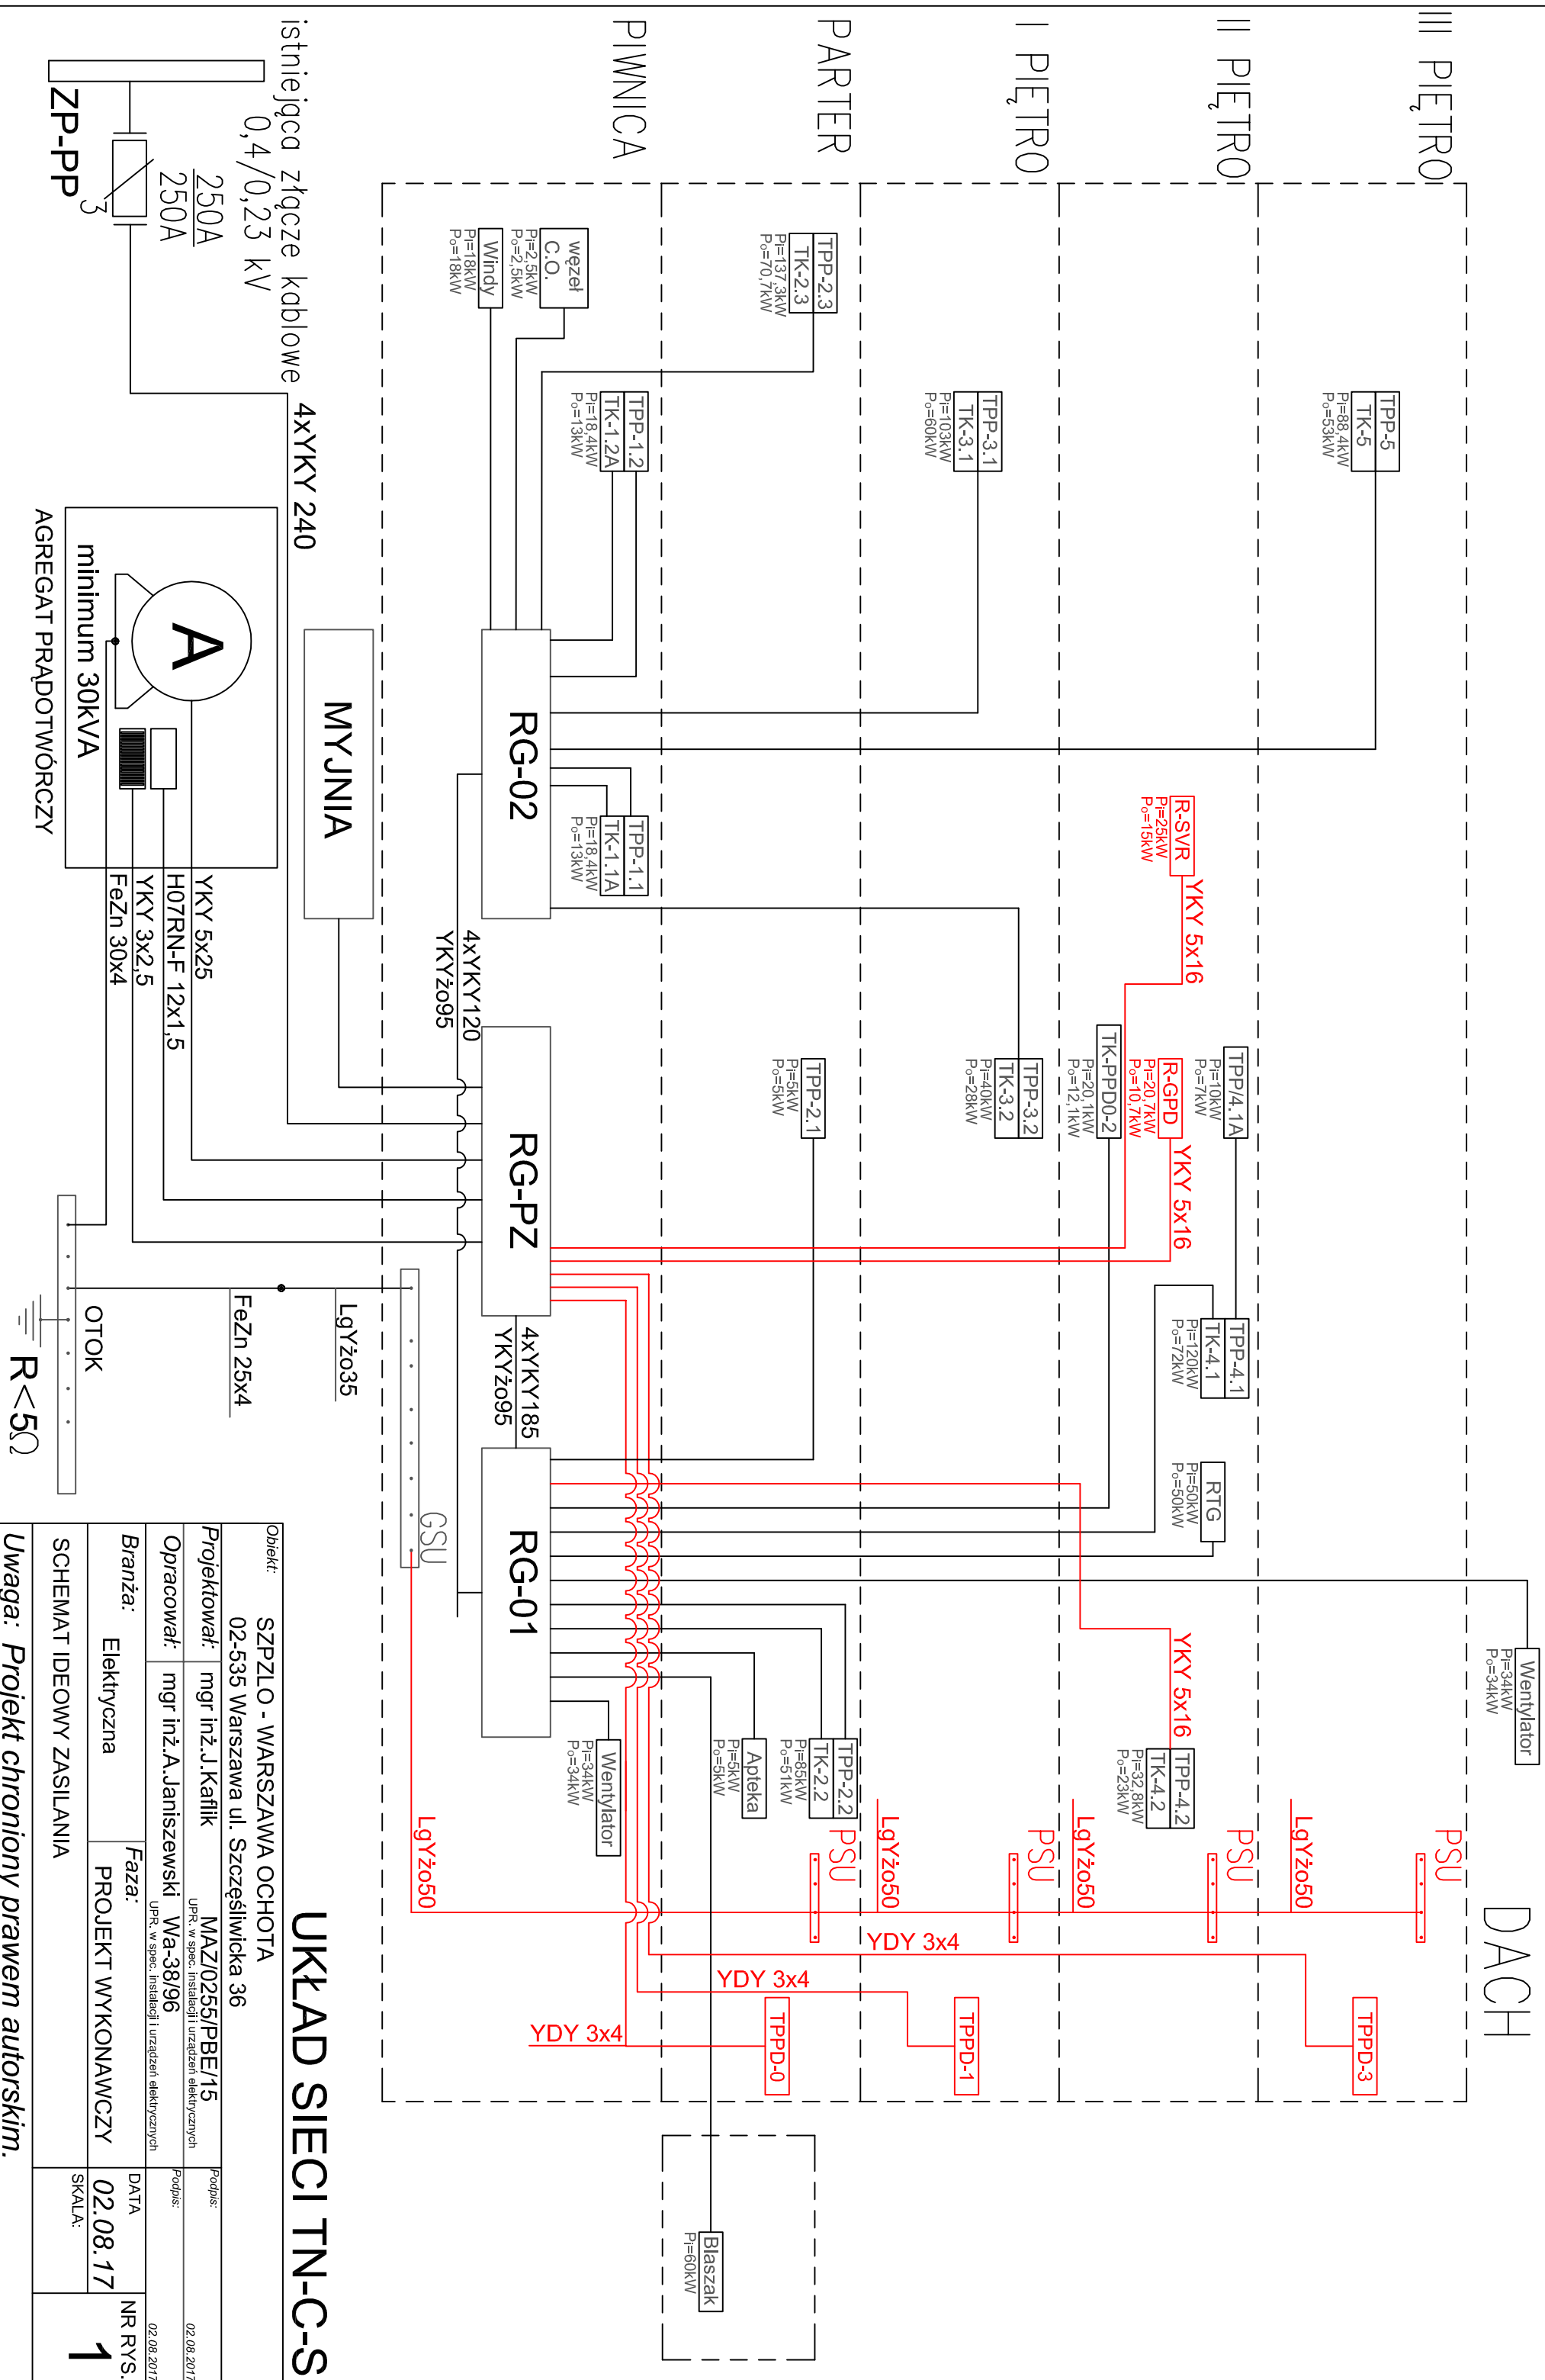 DACH
III PIĘTRO
TPP-5
TK-5
Pi=88,4kW
Po=53kW
Wentylator
Pi=34kW
Po=34kW
PSU
LgYżo50
TPPD-3
II PIĘTRO
R-SVR
Pi=25kW
Po=15kW
YKY 5x16
TPP/4.1A
Pi=10kW
Po=7kW
R-GPD
Pi=20,7kW
Po=10,7kW
YKY 5x16
TK-PPD0-2
Pi=20,1kW
Po=12,1kW
TPP-4.1
TK-4.1
Pi=120kW
Po=72kW
RTG
Pi=50kW
Po=50kW
YKY 5x16
TPP-4.2
TK-4.2
Pi=32,8kW
Po=23kW
PSU
LgYżo50
I PIĘTRO
TPP-3.1
TK-3.1
Pi=103kW
Po=60kW
TPP-3.2
TK-3.2
Pi=40kW
Po=28kW
PSU
LgYżo50
YDY 3x4
TPPD-1
PARTER
TPP-2.3
TK-2.3
Pi=137,3kW
Po=70,7kW
TPP-2.1
Pi=5kW
Po=5kW
TPP-2.2
TK-2.2
Pi=85kW
Po=51kW
Apteka
Pi=5kW
Po=5kW
PSU
YDY 3x4
TPPD-0
Blaszak
Pi=60kW
PIWNICA
węzeł
C.O.
Pi=2,5kW
Po=2,5kW
Windy
Pi=18kW
Po=18kW
TPP-1.2
TK-1.2A
Pi=18,4kW
Po=13kW
TPP-1.1
TK-1.1A
Pi=18,4kW
Po=13kW
Wentylator
Pi=34kW
Po=34kW
YDY 3x4
RG-02
RG-PZ
RG-01
4xYKY120
YKYżo95
4xYKY185
YKYżo95
LgYżo50
GSU
istniejąca złącze kablowe
0,4/0,23 kV
250A
250A
3
ZP-PP
4xYKY 240
MYJNIA
A
minimum 30kVA
AGREGAT PRĄDOTWÓRCZY
YKY 5x25
H07RN-F 12x1,5
YKY 3x2,5
FeZn 30x4
LgYżo35
FeZn 25x4
OTOK
R<5Ω
UKŁAD SIECI TN-C-S
Obiekt:
SZPZLO - WARSZAWA OCHOTA
02-535 Warszawa ul. Szczęśliwicka 36
Projektował: mgr inż.J.Kaflik MAZ/0255/PBE/15
UPR. w spec. instalacji i urządzeń elektrycznych
Podpis:
02.08.2017
Opracował: mgr inż.A.Janiszewski Wa-38/96
UPR. w spec. instalacji i urządzeń elektrycznych
Podpis:
02.08.2017
Branża: Elektryczna
Faza: PROJEKT WYKONAWCZY
DATA
02.08.17
NR RYS.
1
SCHEMAT IDEOWY ZASILANIA
SKALA:
Uwaga: Projekt chroniony prawem autorskim.